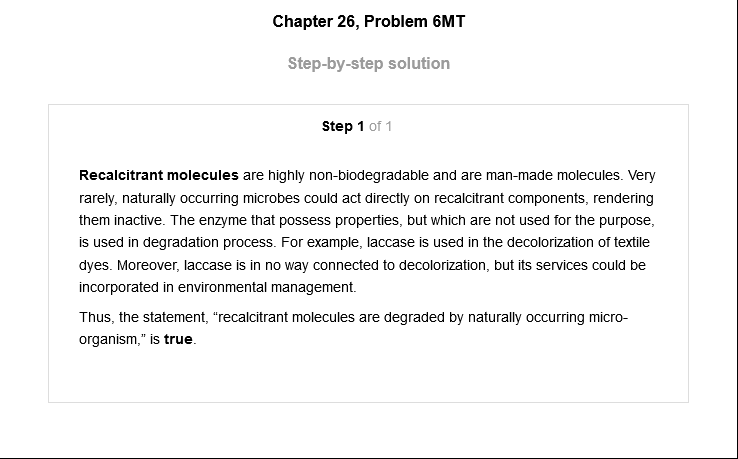 Chapter 26, Problem 6MT
Step-by-step solution
Step 1 of 1
Recalcitrant molecules are highly non-biodegradable and are man-made molecules. Very
rarely, naturally occurring microbes could act directly on recalcitrant components, rendering
them inactive. The enzyme that possess properties, but which are not used for the purpose,
is used in degradation process. For example, laccase is used in the decolorization of textile
dyes. Moreover, laccase is in no way connected to decolorization, but its services could be
incorporated in environmental management.
Thus, the statement, “recalcitrant molecules are degraded by naturally occurring micro-
organism,” is true.